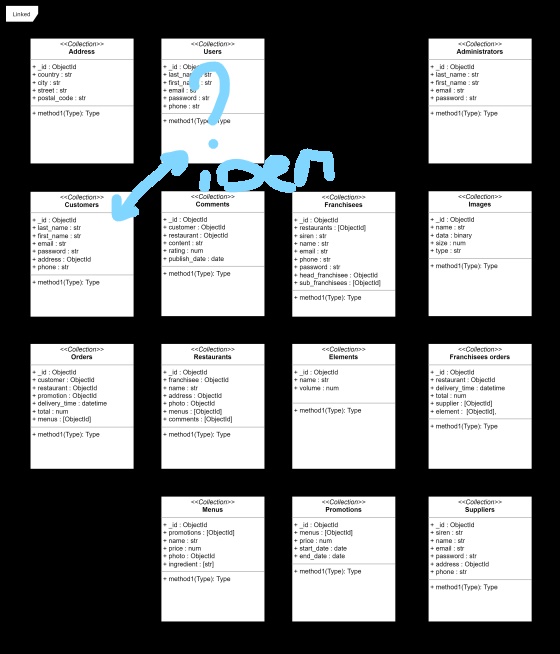 Linked
<<Collection>>
Address
+ _id : ObjectId
+ country : str
+ city : str
+ street : str
+ postal_code : str
+ method1(Type): Type
<<Collection>>
Users
+ _id : ObjectId
+ last_name : str
+ first_name : str
+ email : str
+ password : str
+ phone : str
+ method1(Type): Type
<<Collection>>
Administrators
+ _id : ObjectId
+ last_name : str
+ first_name : str
+ email : str
+ password : str
+ method1(Type): Type
?
: idem
<<Collection>>
Customers
+ _id : ObjectId
+ last_name : str
+ first_name : str
+ email : str
+ password : str
+ address : ObjectId
+ phone : str
+ method1(Type): Type
<<Collection>>
Comments
+ _id : ObjectId
+ customer : ObjectId
+ restaurant : ObjectId
+ content : str
+ rating : num
+ publish_date : date
+ method1(Type): Type
<<Collection>>
Franchisees
+ _id : ObjectId
+ restaurants : [ObjectId]
+ siren : str
+ name : str
+ email : str
+ phone : str
+ password : str
+ head_franchisee : ObjectId
+ sub_franchisees : [ObjectId]
+ method1(Type): Type
<<Collection>>
Images
+ _id : ObjectId
+ name : str
+ data : binary
+ size : num
+ type : str
+ method1(Type): Type
<<Collection>>
Orders
+ _id : ObjectId
+ customer : ObjectId
+ restaurant : ObjectId
+ promotion : ObjectId
+ delivery_time : datetime
+ total : num
+ menus : [ObjectId]
+ method1(Type): Type
<<Collection>>
Restaurants
+ _id : ObjectId
+ franchisee : ObjectId
+ name : str
+ address : ObjectId
+ photo : ObjectId
+ menus : [ObjectId]
+ comments : [ObjectId]
+ method1(Type): Type
<<Collection>>
Elements
+ _id : ObjectId
+ name : str
+ volume : num
+ method1(Type): Type
<<Collection>>
Franchisees orders
+ _id : ObjectId
+ restaurant : ObjectId
+ delivery_time : datetime
+ total : num
+ supplier : [ObjectId]
+ element : [ObjectId],
+ method1(Type): Type
<<Collection>>
Menus
+ _id : ObjectId
+ promotions : [ObjectId]
+ name : str
+ price : num
+ photo : ObjectId
+ ingredient : [str]
+ method1(Type): Type
<<Collection>>
Promotions
+ _id : ObjectId
+ menus : [ObjectId]
+ price : num
+ start_date : date
+ end_date : date
+ method1(Type): Type
<<Collection>>
Suppliers
+ _id : ObjectId
+ siren : str
+ name : str
+ email : str
+ password : str
+ address : ObjectId
+ phone : str
+ method1(Type): Type